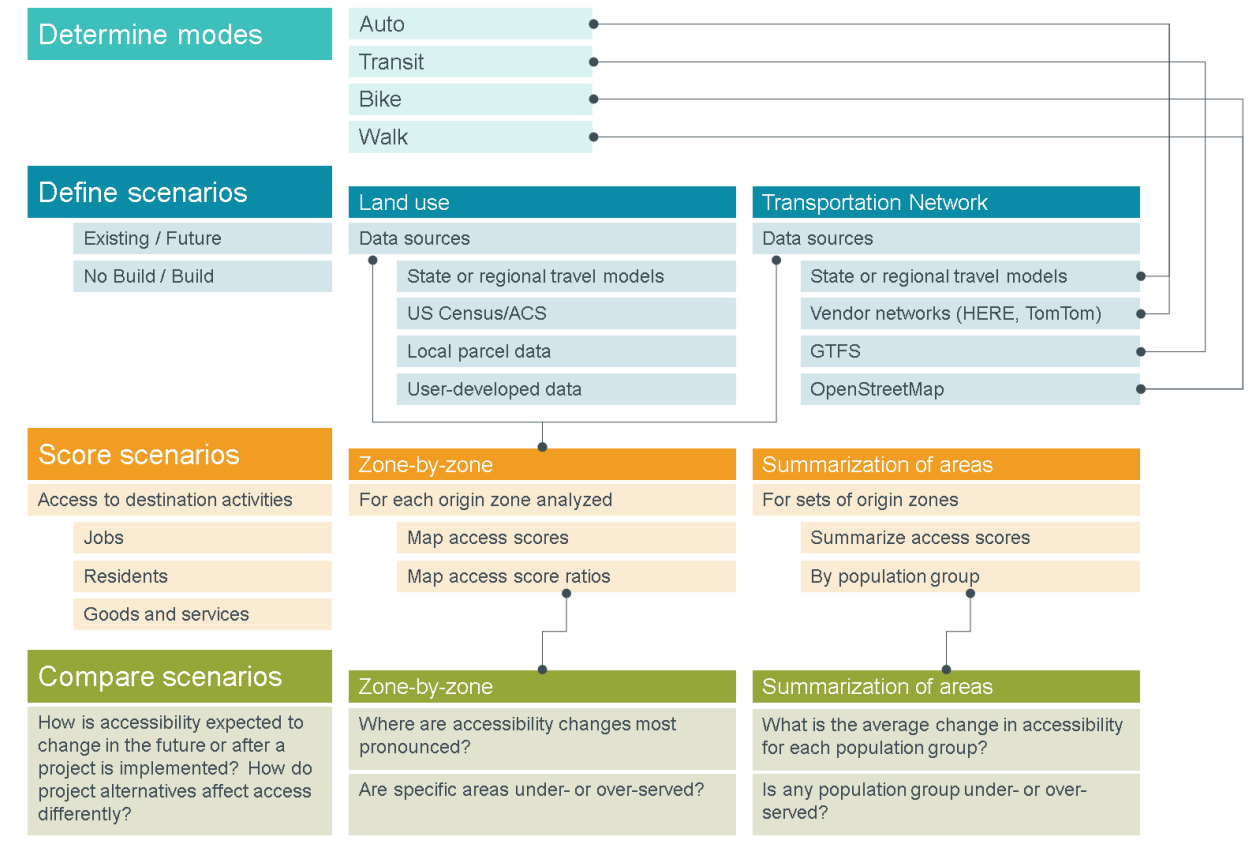 Determine modes
Auto
Transit
Bike
Walk
Define scenarios
Existing / Future
No Build / Build
Land use
Data sources
State or regional travel models
US Census/ACS
Local parcel data
User-developed data
Transportation Network
Data sources
State or regional travel models
Vendor networks (HERE, TomTom)
GTFS
OpenStreetMap
Score scenarios
Access to destination activities
Jobs
Residents
Goods and services
Zone-by-zone
For each origin zone analyzed
Map access scores
Map access score ratios
Summarization of areas
For sets of origin zones
Summarize access scores
By population group
Compare scenarios
How is accessibility expected to
change in the future or after a
project is implemented?  How do
project alternatives affect access
differently?
Zone-by-zone
Where are accessibility changes most
pronounced?
Are specific areas under- or over-served?
Summarization of areas
What is the average change in accessibility
for each population group?
Is any population group under- or over-
served?